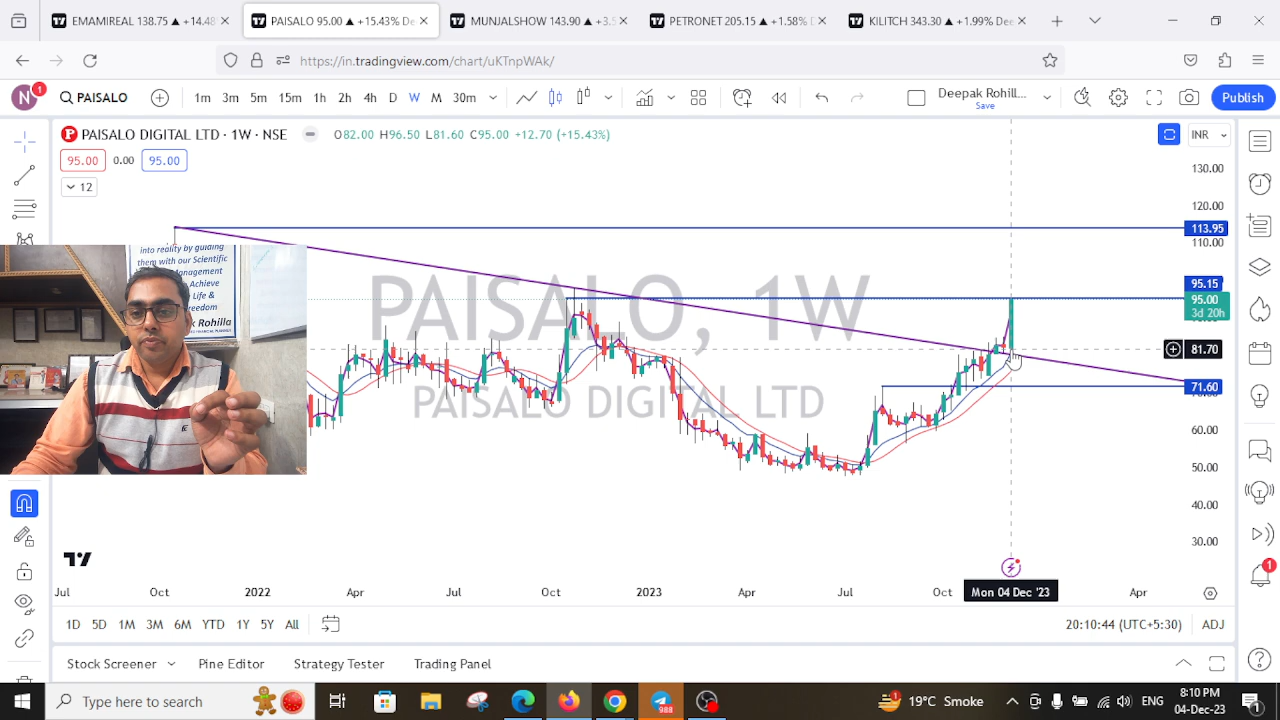 EMAMIREAL 138.75 ▲ +14.48
PAISALO 95.00 ▲ +15.43% De
MUNJALSHOW 143.90 ▲ +3.5
PETRONET 205.15 ▲ +1.58% D
KILITCH 343.30 ▲ +1.99% Dee
https://in.tradingview.com/chart/uKTnpWAk/
N 1 PAISALO 1m 3m 5m 15m 1h 2h 4h D W M 30m Deepak Rohill... Save Publish
PAISALO DIGITAL LTD · 1W · NSE O82.00 H96.50 L81.60 C95.00 +12.70 (+15.43%) INR
95.00 0.00 95.00
12
130.00
120.00
113.95
110.00
95.15
95.00
3d 20h
81.70
71.60
60.00
50.00
40.00
30.00
PAISALO, 1W
PAISALO DIGITAL LTD
into reality by guiding
them with our Scientific
Achieve
Life &
Rohilla
Jul Oct 2022 Apr Jul Oct 2023 Apr Jul Oct Mon 04 Dec '23 Apr
1D 5D 1M 3M 6M YTD 1Y 5Y All 20:10:44 (UTC+5:30) ADJ
1
Stock Screener Pine Editor Strategy Tester Trading Panel
Type here to search 988 1 19°C Smoke ENG 8:10 PM
04-Dec-23 1